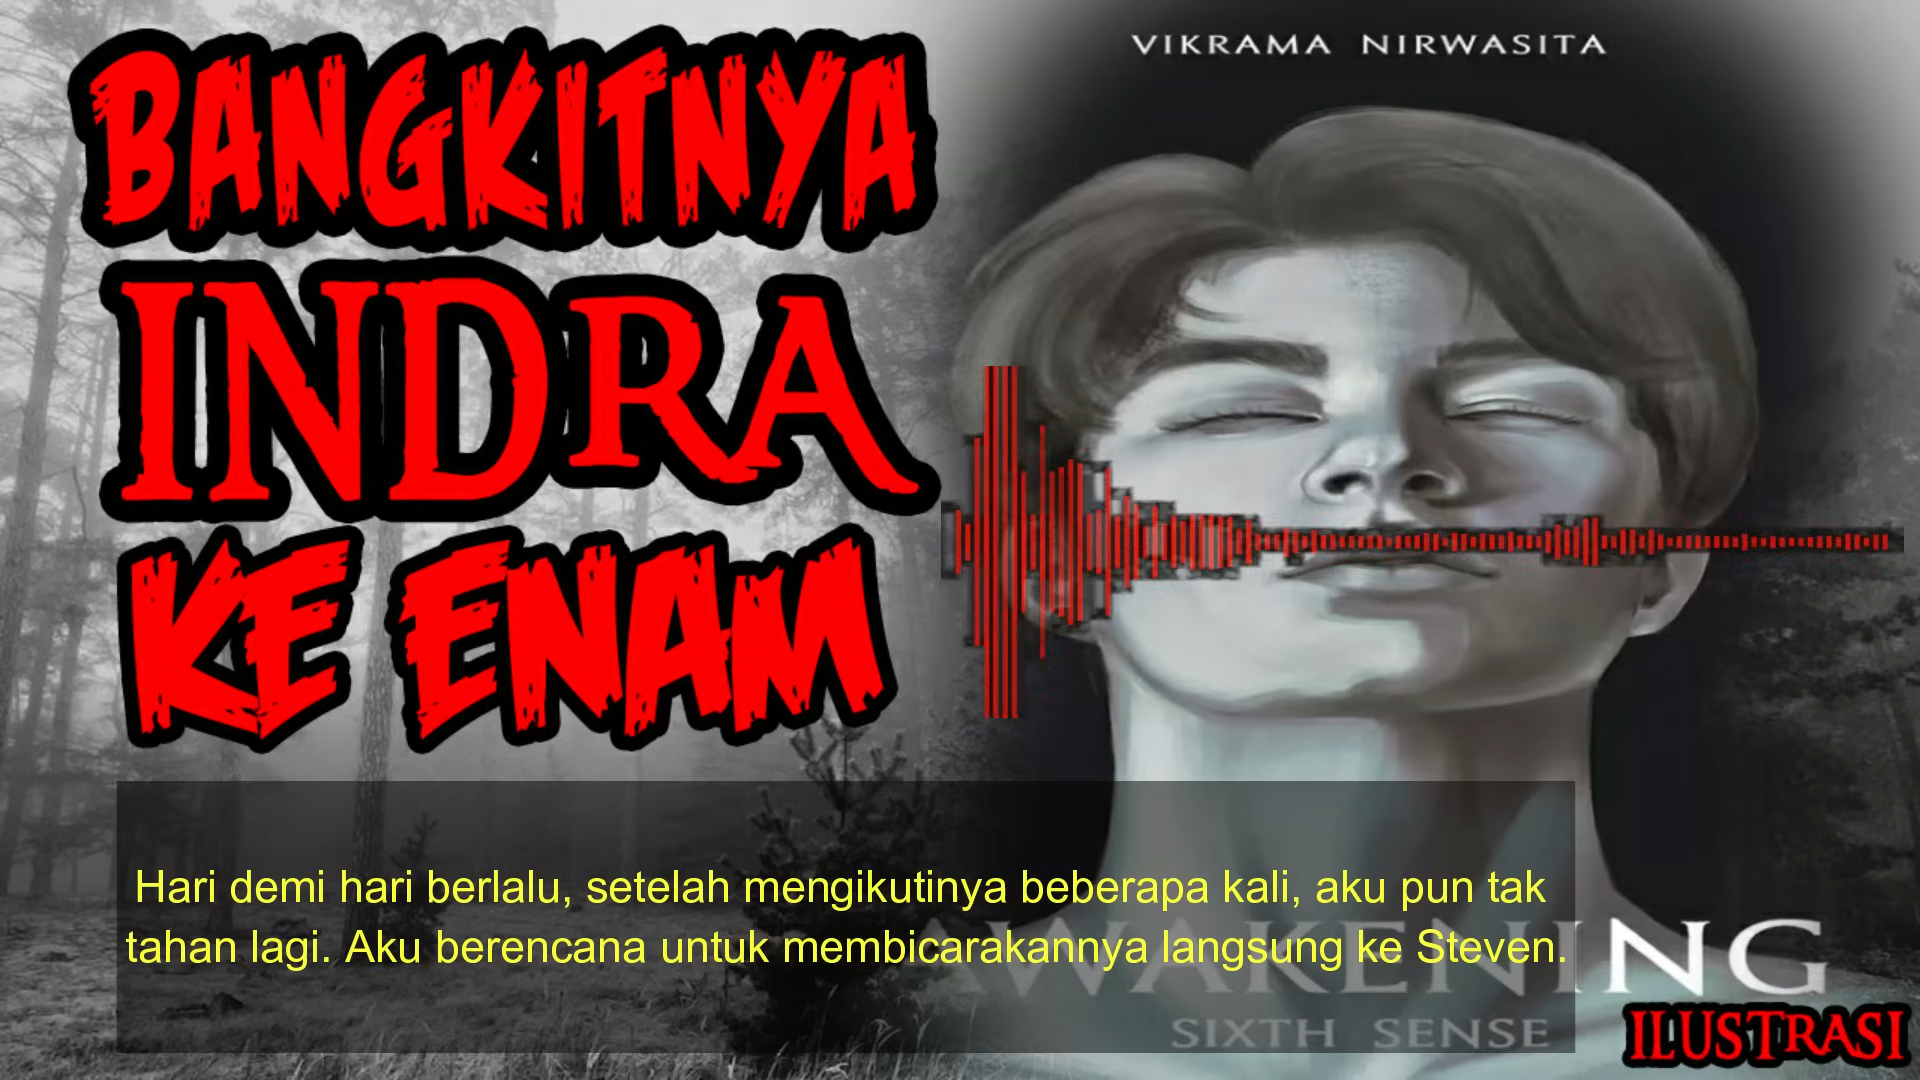 BANGKITNYA
INDRA
KE ENAM
VIKRAMA NIRWASITA
Hari demi hari berlalu, setelah mengikutinya beberapa kali, aku pun tak
tahan lagi. Aku berencana untuk membicarakannya langsung ke Steven.
AWAKENING
SIXTH SENSE
ILUSTRASI